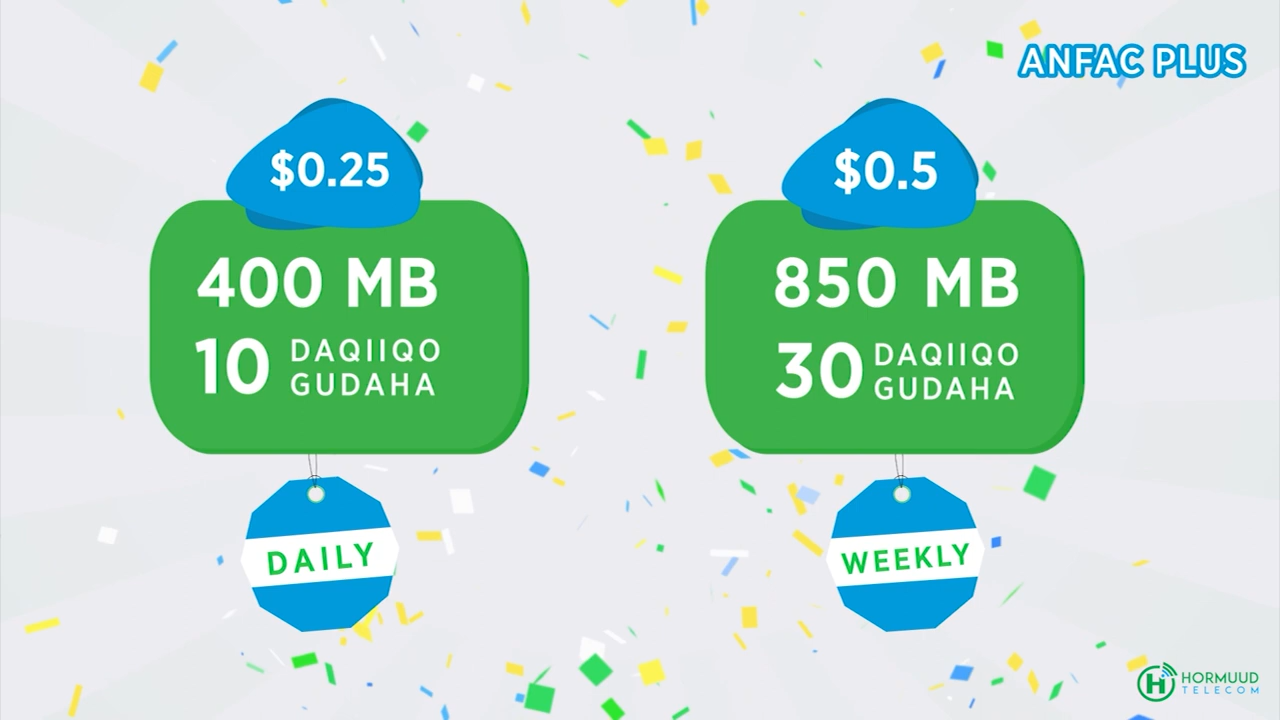 ANFAC PLUS
$0.25
400 MB
10 DAQIIQO
GUDAHA
DAILY
$0.5
850 MB
30 DAQIIQO
GUDAHA
WEEKLY
HORMUUD
TELECOM